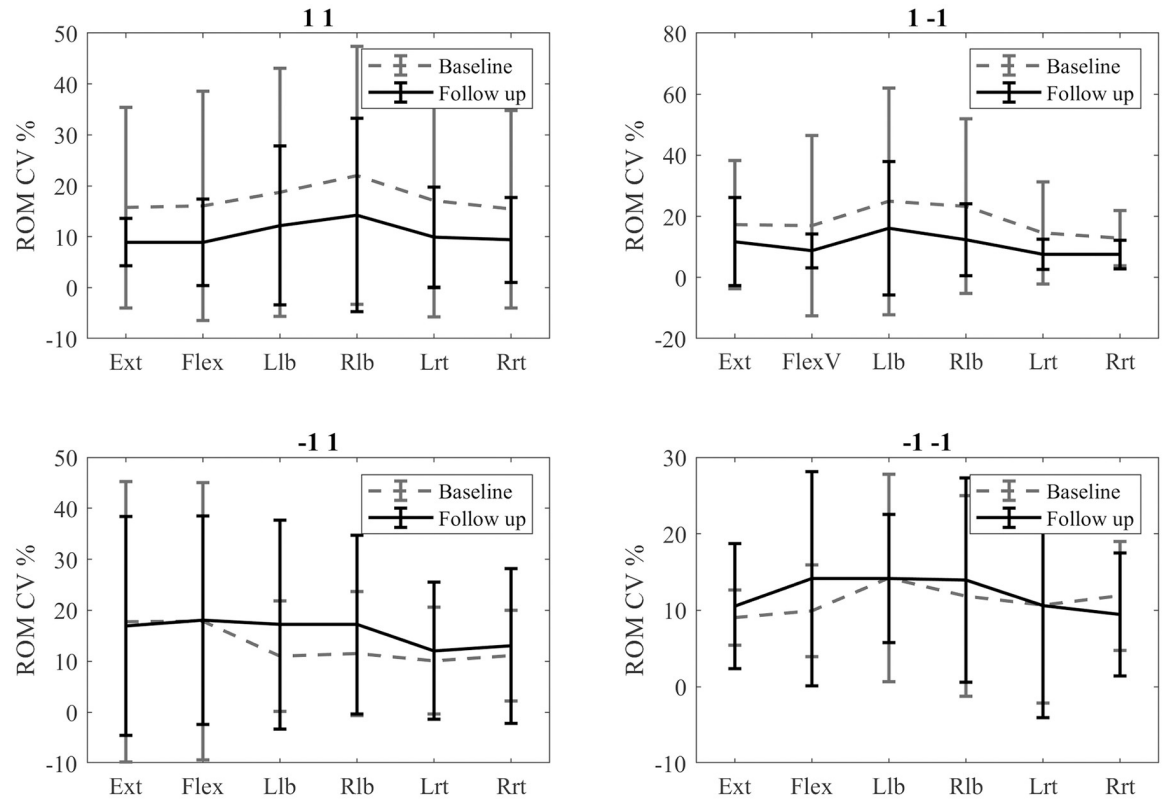 1 1
ROM CV %
50
40
30
20
10
0
-10
Ext Flex Llb Rlb Lrt Rrt
Baseline
Follow up
1 -1
ROM CV %
80
60
40
20
0
-20
Ext FlexV Llb Rlb Lrt Rrt
Baseline
Follow up
-1 1
ROM CV %
50
40
30
20
10
0
-10
Ext Flex Llb Rlb Lrt Rrt
Baseline
Follow up
-1 -1
ROM CV %
30
20
10
0
-10
Ext Flex Llb Rlb Lrt Rrt
Baseline
Follow up